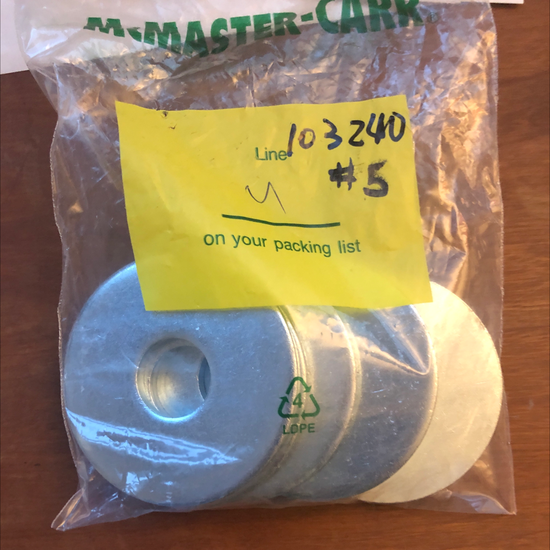 McMASTER-CARR
103240
Line
#5
4
on your packing list
4
LDPE